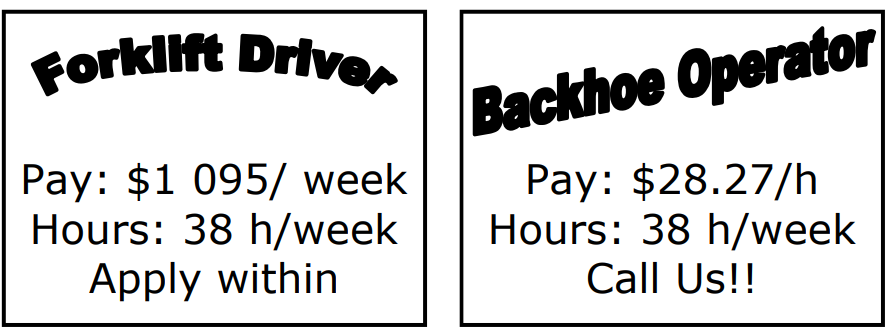 Forklift Driver
Pay: $1 095/ week
Hours: 38 h/week
Apply within
Backhoe Operator
Pay: $28.27/h
Hours: 38 h/week
Call Us!!